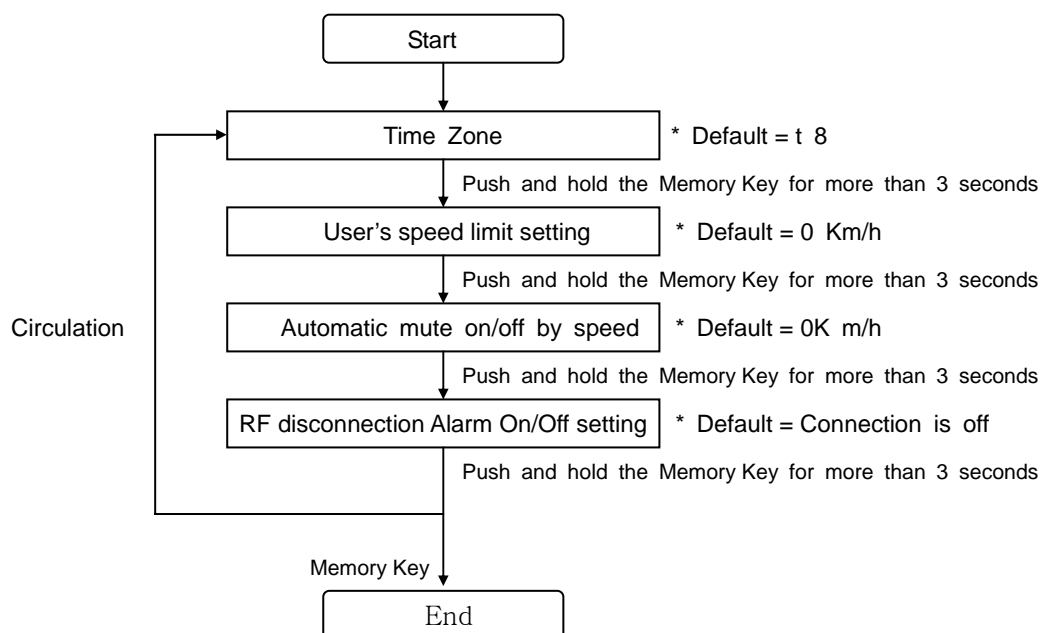 Start
Time Zone
* Default = t 8
Push and hold the Memory Key for more than 3 seconds
User's speed limit setting
* Default = 0 Km/h
Push and hold the Memory Key for more than 3 seconds
Circulation
Automatic mute on/off by speed
* Default = 0K m/h
Push and hold the Memory Key for more than 3 seconds
RF disconnection Alarm On/Off setting
* Default = Connection is off
Push and hold the Memory Key for more than 3 seconds
Memory Key
End